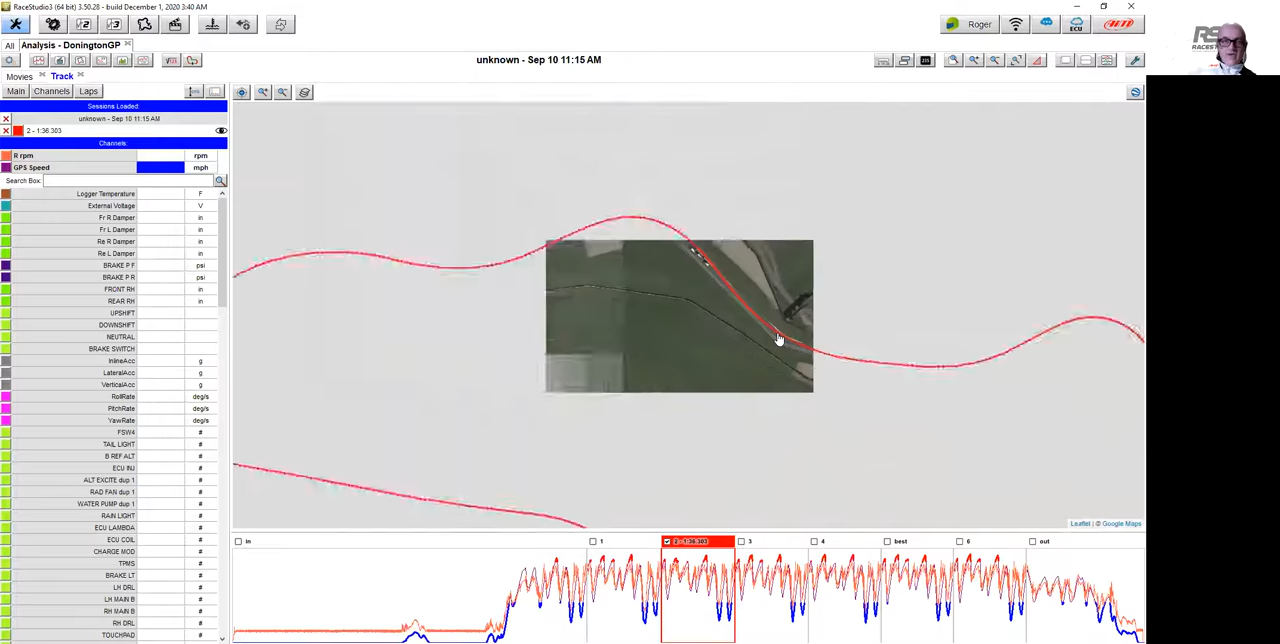 RaceStudio3 (64 bit) 3.50.28 - build December 1, 2020 3:40 AM
Roger
ECU
AiM
All
Analysis - DoningtonGP
unknown - Sep 10 11:15 AM
Movies
Track
Main
Channels
Laps
Sessions Loaded:
unknown - Sep 10 11:15 AM
2 - 1:36.303
Channels:
R rpm rpm
GPS Speed mph
Search Box:
Logger Temperature F
External Voltage V
Fr R Damper in
Fr L Damper in
Re R Damper in
Re L Damper in
BRAKE P F psi
BRAKE P R psi
FRONT RH in
REAR RH in
UPSHIFT
DOWNSHIFT
NEUTRAL
BRAKE SWITCH
InlineAcc g
LateralAcc g
VerticalAcc g
RollRate deg/s
PitchRate deg/s
YawRate deg/s
FSW4 #
TAIL LIGHT #
B REF ALT #
ECU INJ #
ALT EXCITE dup 1 #
RAD FAN dup 1 #
WATER PUMP dup 1 #
RAIN LIGHT #
ECU LAMBDA #
ECU COIL #
CHARGE MOD #
TPMS #
BRAKE LT #
LH DRL #
LH MAIN B #
RH MAIN B #
RH DRL #
TOUCHPAD #
Leaflet | © Google Maps
in
1
2 - 1:36.303
3
4
best
6
out